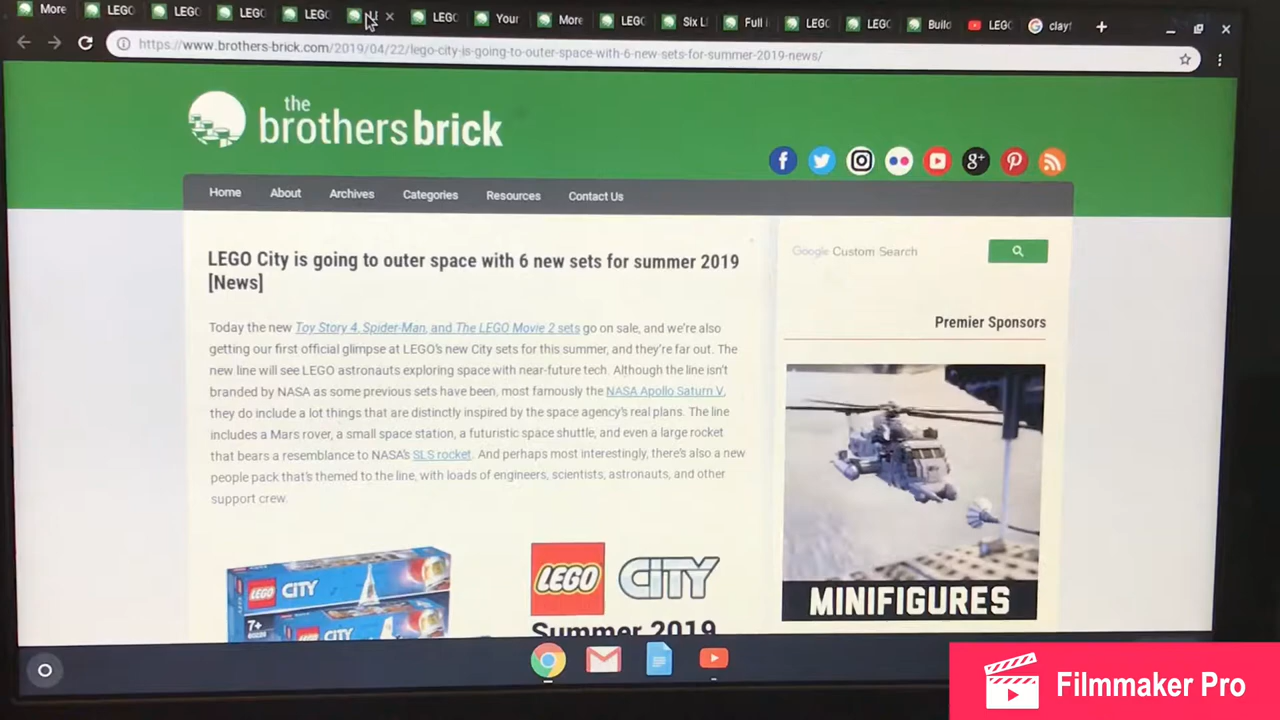 More
LEGO
LEGO
LEGO
LEGO
LEGO
Your
More
LEGO
Six L
Full
LEGO
LEGO
Build
LEGO
clayt
https://www.brothers-brick.com/2019/04/22/lego-city-is-going-to-outer-space-with-6-new-sets-for-summer-2019-news/
the
brothers brick
Home About Archives Categories Resources Contact Us
LEGO City is going to outer space with 6 new sets for summer 2019
[News]
Today the new Toy Story 4, Spider-Man, and The LEGO Movie 2 sets go on sale, and we're also
getting our first official glimpse at LEGO's new City sets for this summer, and they're far out. The
new line will see LEGO astronauts exploring space with near-future tech. Although the line isn't
branded by NASA as some previous sets have been, most famously the NASA Apollo Saturn V,
they do include a lot things that are distinctly inspired by the space agency's real plans. The line
includes a Mars rover, a small space station, a futuristic space shuttle, and even a large rocket
that bears a resemblance to NASA's SLS rocket. And perhaps most interestingly, there's also a new
people pack that's themed to the line, with loads of engineers, scientists, astronauts, and other
support crew.
LEGO CITY
7+
LEGO CITY
LEGO CITY
Summer 2019
Google Custom Search
Premier Sponsors
MINIFIGURES
Filmmaker Pro